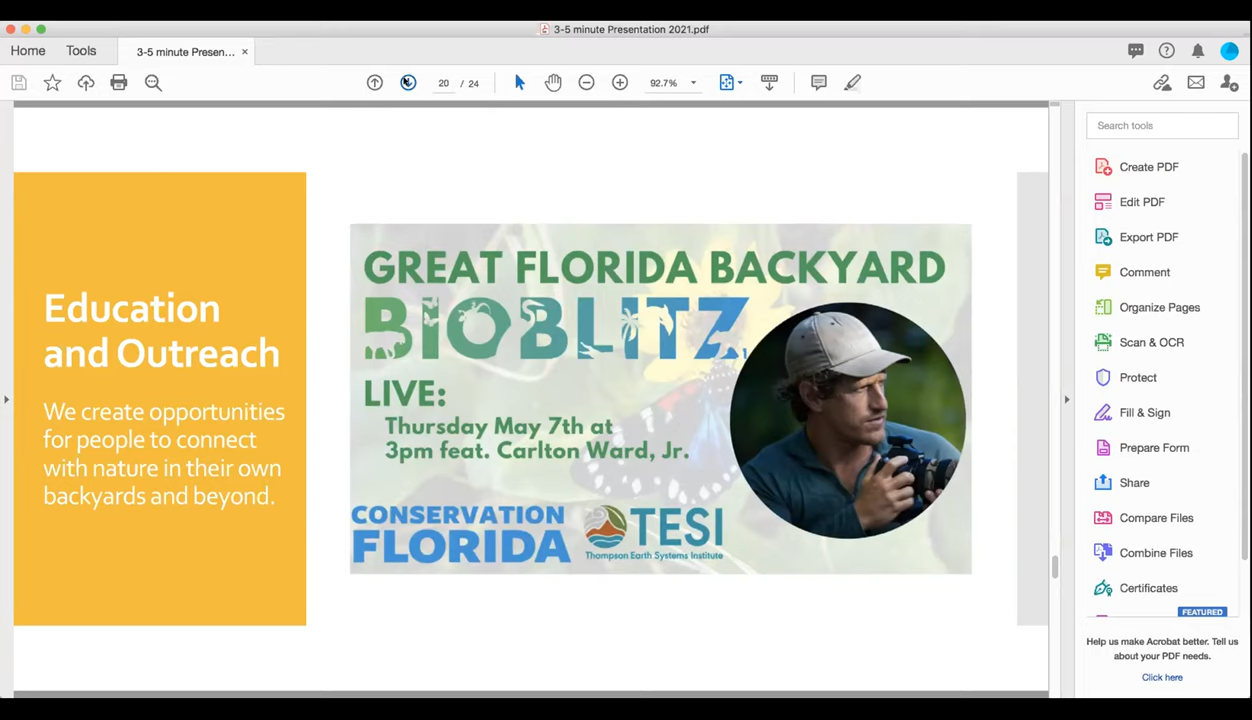 3-5 minute Presentation 2021.pdf
Home
Tools
3-5 minute Presen... ×
20 / 24
92.7%
Search tools
Create PDF
Edit PDF
Export PDF
Comment
Organize Pages
Scan & OCR
Protect
Fill & Sign
Prepare Form
Share
Compare Files
Combine Files
Certificates
FEATURED
Help us make Acrobat better. Tell us
about your PDF needs.
Click here
Education
and Outreach
We create opportunities
for people to connect
with nature in their own
backyards and beyond.
GREAT FLORIDA BACKYARD
BIOBLITZ
LIVE:
Thursday May 7th at
3pm feat. Carlton Ward, Jr.
CONSERVATION
FLORIDA
TESI
Thompson Earth Systems Institute